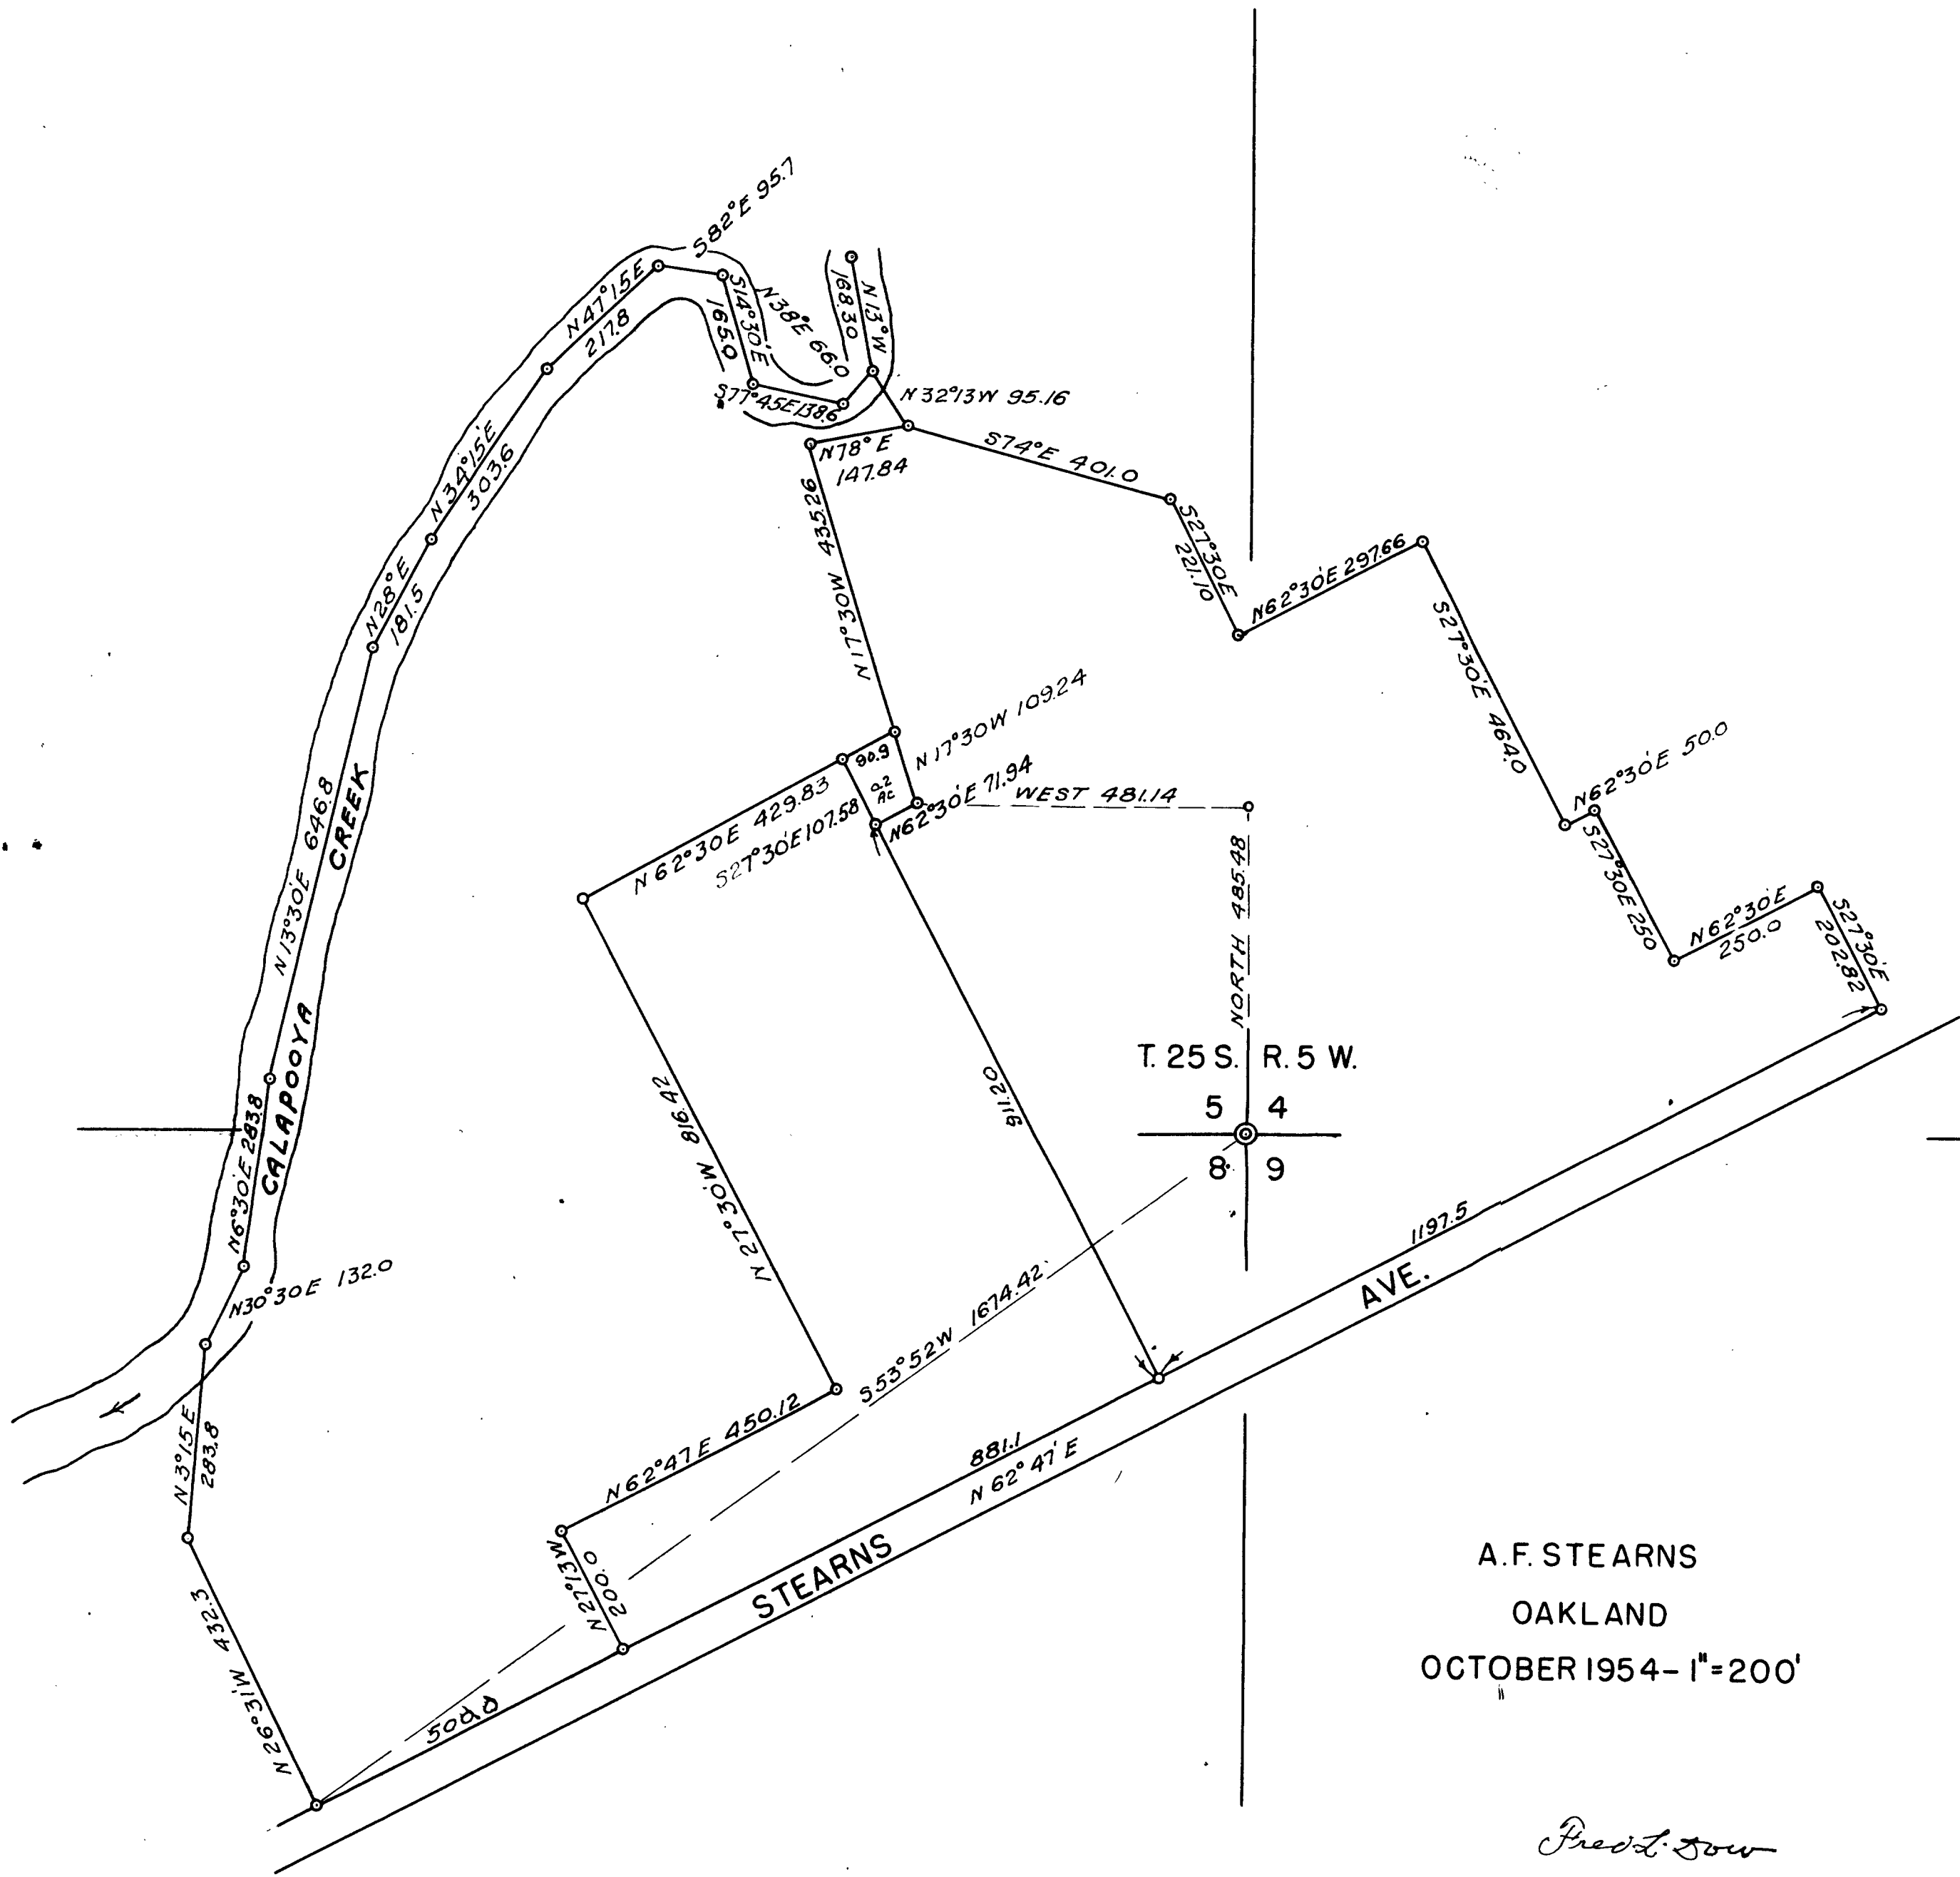 S82°E 95.7
N47°15'E
217.8
S14°30'E
165.0
N38°E 66.0
168.30
N13°W
S77°45'E 138.6
N32°13'W 95.16
N34°15'E
303.6
N78°E
147.84
S74°E 401.0
N17°30'W 435.26
S27°30'E
221.10
N62°30'E 297.66
N28°E
181.5
S27°30'E 464.0
N17°30'W 109.24
90.9
0.2
AC
N62°30'E 50.0
N62°30'E 429.83
S27°30'E 107.58
N62°30'E 71.94
WEST 481.14
N13°30'E 646.8
S27°30'E 250
NORTH 485.48
N62°30'E
250.0
S27°30'E
202.82
CALAPOOYA CREEK
T. 25 S. R. 5 W.
5 4
8 9
N27°30'W 816.42
911.20
N6°30'E 283.8
N30°30'E 132.0
S53°52'W 1674.42
1197.5
N3°15'E
283.8
N62°47'E 450.12
881.1
N62°47'E
STEARNS AVE.
N27°13'W
200.0
N26°31'W 432.3
500.0
A.F. STEARNS
OAKLAND
OCTOBER 1954 - 1"=200'
Fred L. Dow